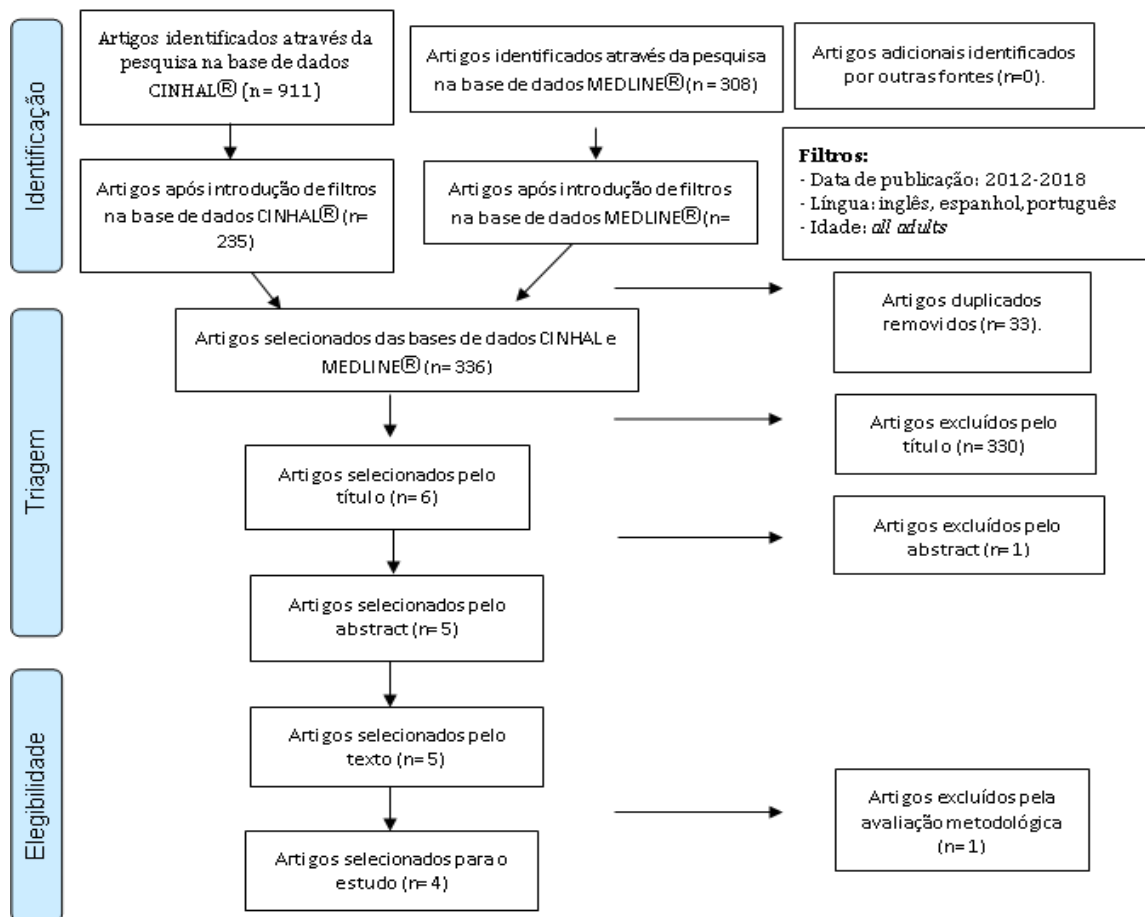 Identificação
Artigos identificados através da
pesquisa na base de dados
CINHAL® [n= 911]
Artigos identificados através da pesquisa
na base de dados MEDLINE® (n= 308)
Artigos adicionais identificados
por outras fontes (n=0).
Artigos após introdução de filtros
na base de dados CINHAL® (n=
235)
Artigos após introdução de filtros
na base de dados MEDLINE® (n=
Filtros:
- Data de publicação: 2012-2018
- Língua: inglês, espanhol, português
- Idade: all adults
Triagem
Artigos selecionados das bases de dados CINHAL e
MEDLINE® (n= 336)
Artigos duplicados
removidos (n= 33).
Artigos excluídos pelo
título (n= 330)
Artigos selecionados pelo
título (n= 6)
Artigos excluídos pelo
abstract (n= 1)
Artigos selecionados pelo
abstract (n= 5)
Elegibilidade
Artigos selecionados pelo
texto (n= 5)
Artigos excluídos pela
avaliação metodológica
(n= 1)
Artigos selecionados para o
estudo (n= 4)